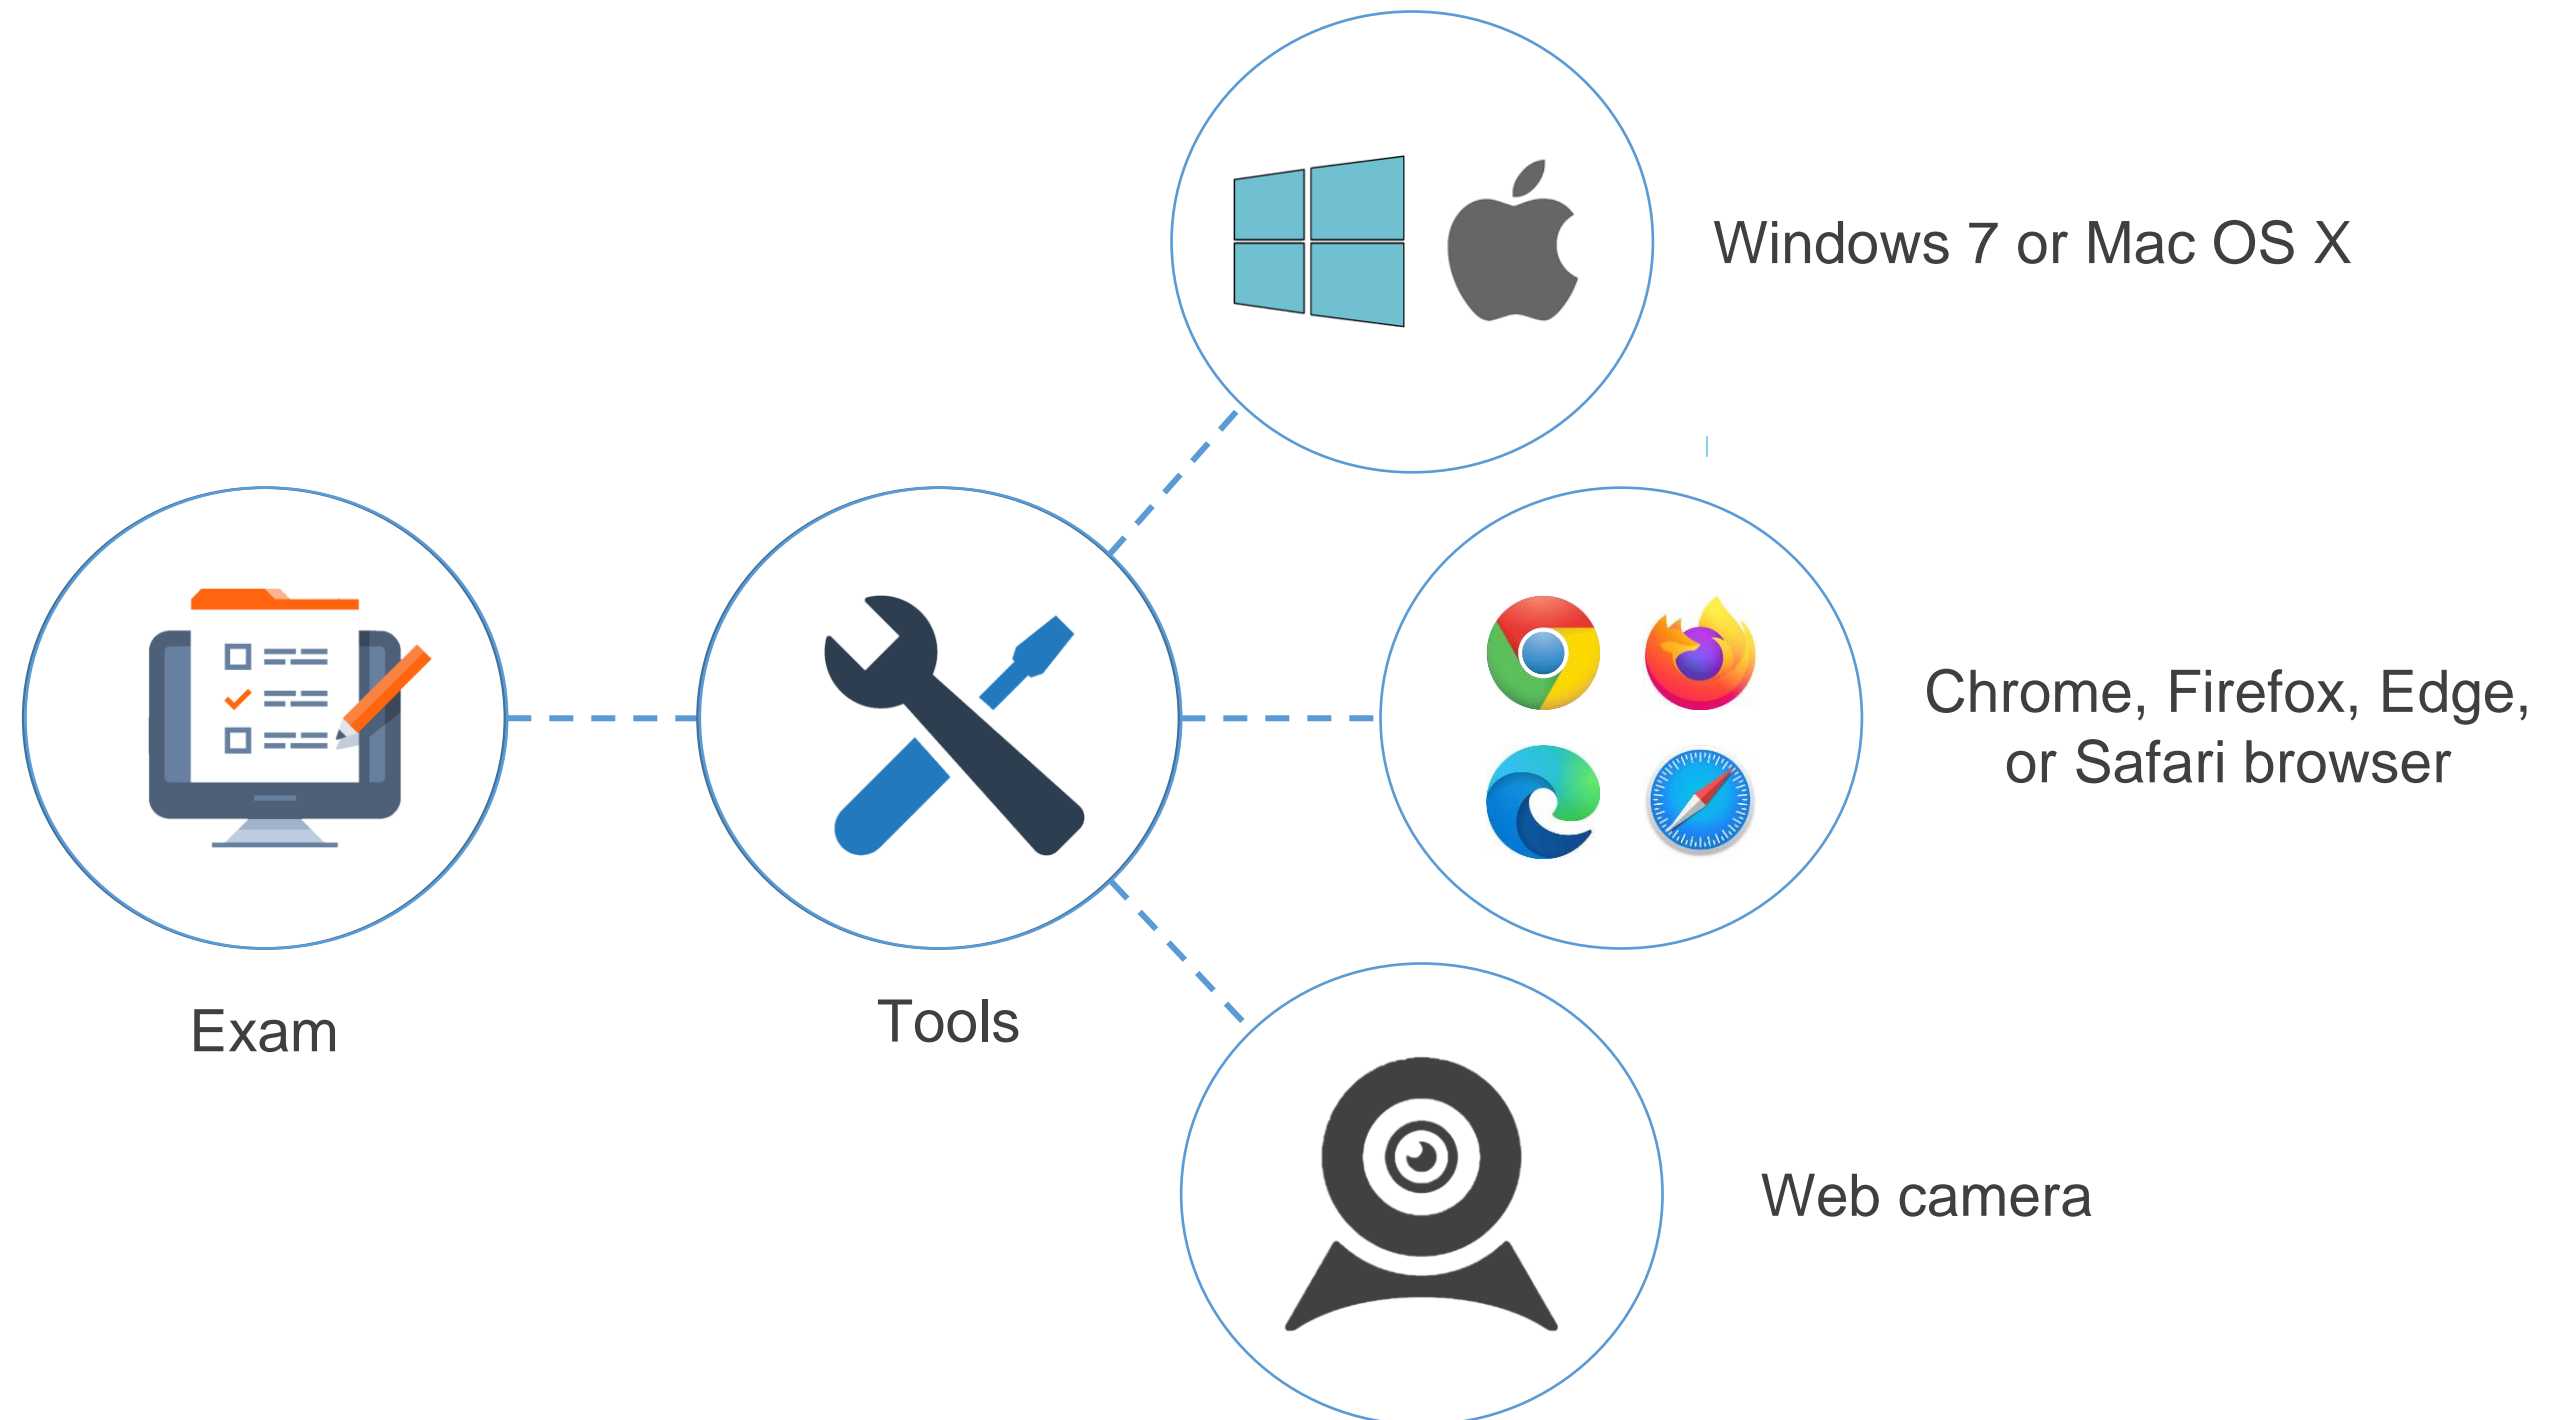 Windows 7 or Mac OS X
Chrome, Firefox, Edge,
or Safari browser
Exam
Tools
Web camera